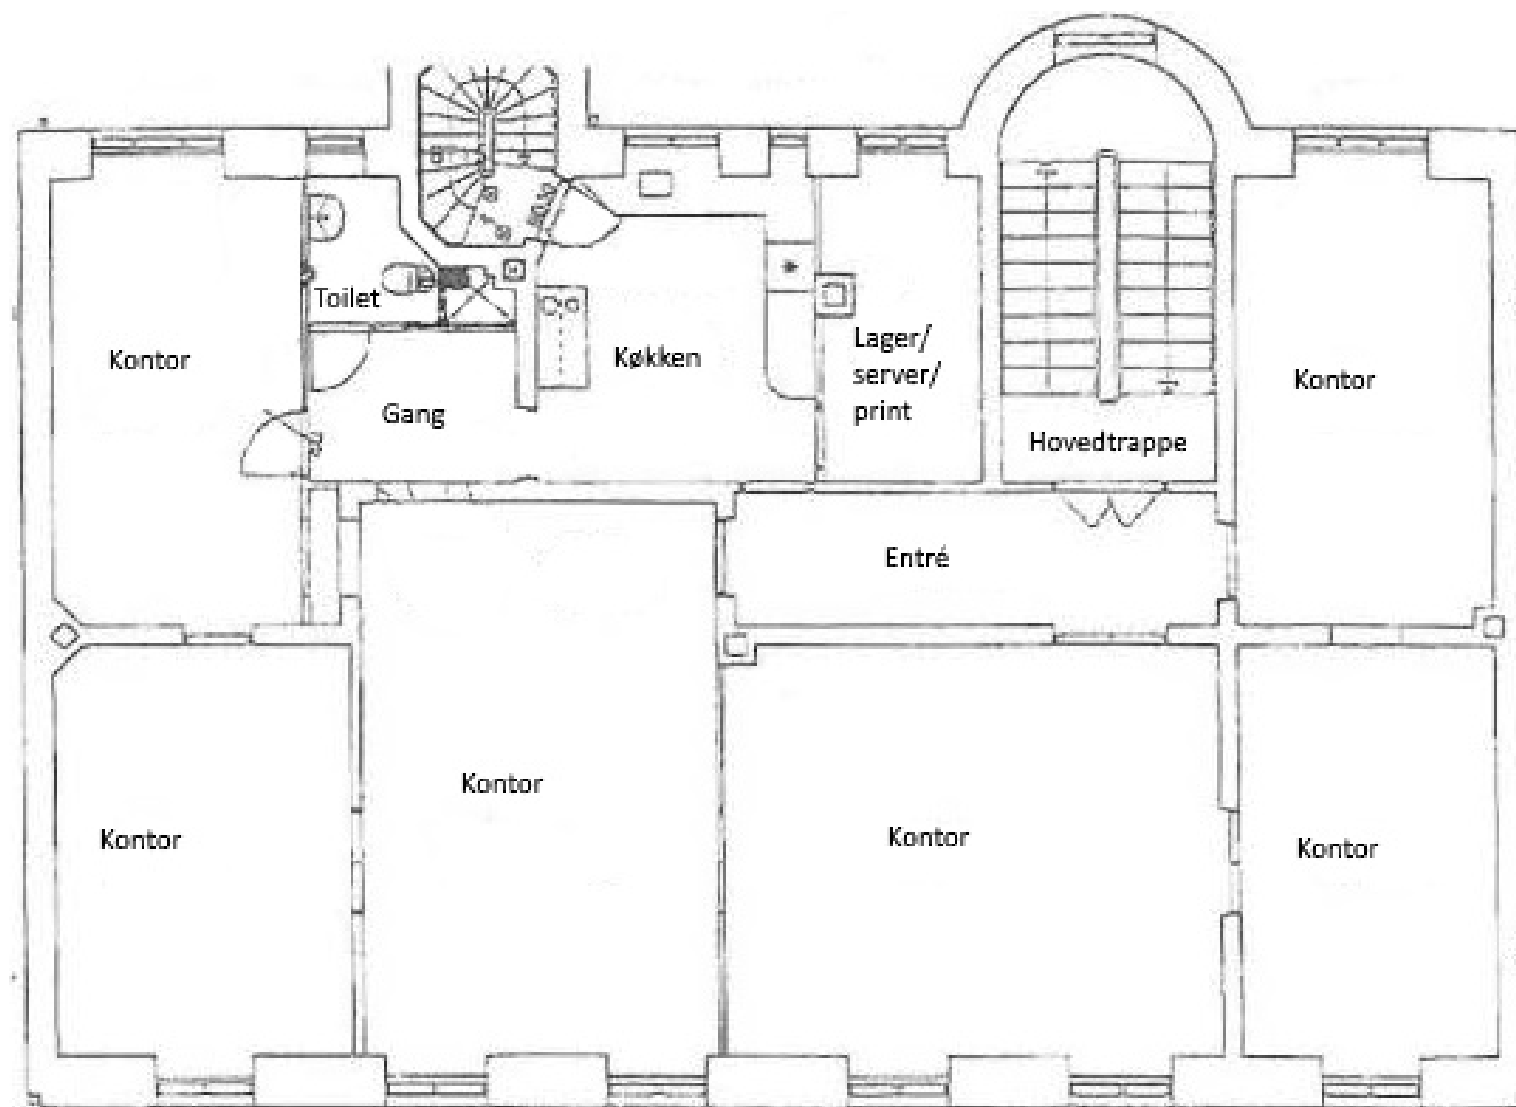 Toilet
Kontor
Køkken
Gang
Lager/
server/
print
Kontor
Hovedtrappe
Entré
Kontor
Kontor
Kontor
Kontor